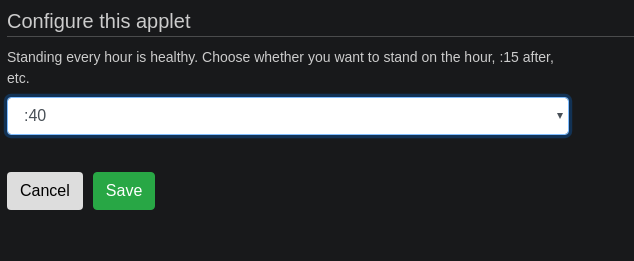 Configure this applet
Standing every hour is healthy. Choose whether you want to stand on the hour, :15 after,
etc.
:40
Cancel Save